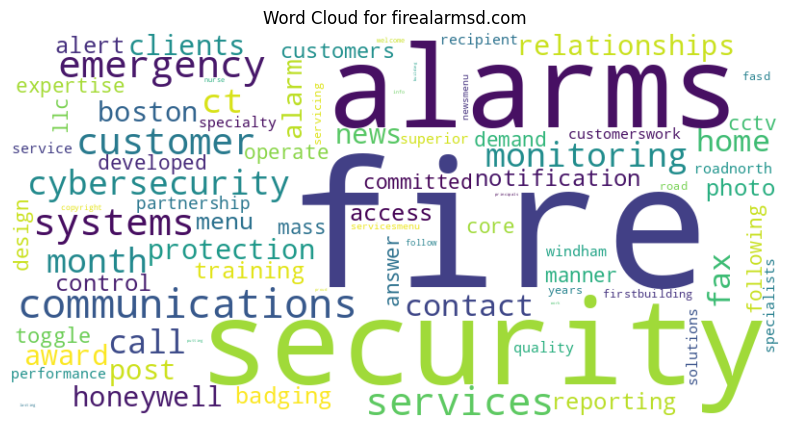 Word Cloud for firealarmsd.com
alert clients
customers
welcome
recipient
relationships
emergency
alarms
fasd
expertise
nurse
ct
alarm
servicing
newsmenu
info
llc
boston
specialty
news
superior
demand
customerswork
cctv
service
customer
operate
home
developed
monitoring
cybersecurity
fire
committed
notification
roadnorth
road
photo
partnership
copyright
principals
systems
menu
mass
access
core
servicesmenu
design
protection
answer
follow
windham
following
month
training
manner
fax
specialists
control
years
firstbuilding
communications
contact
security
solutions
toggle
call
quality
award
post
performance
honeywell
badging
services
reporting